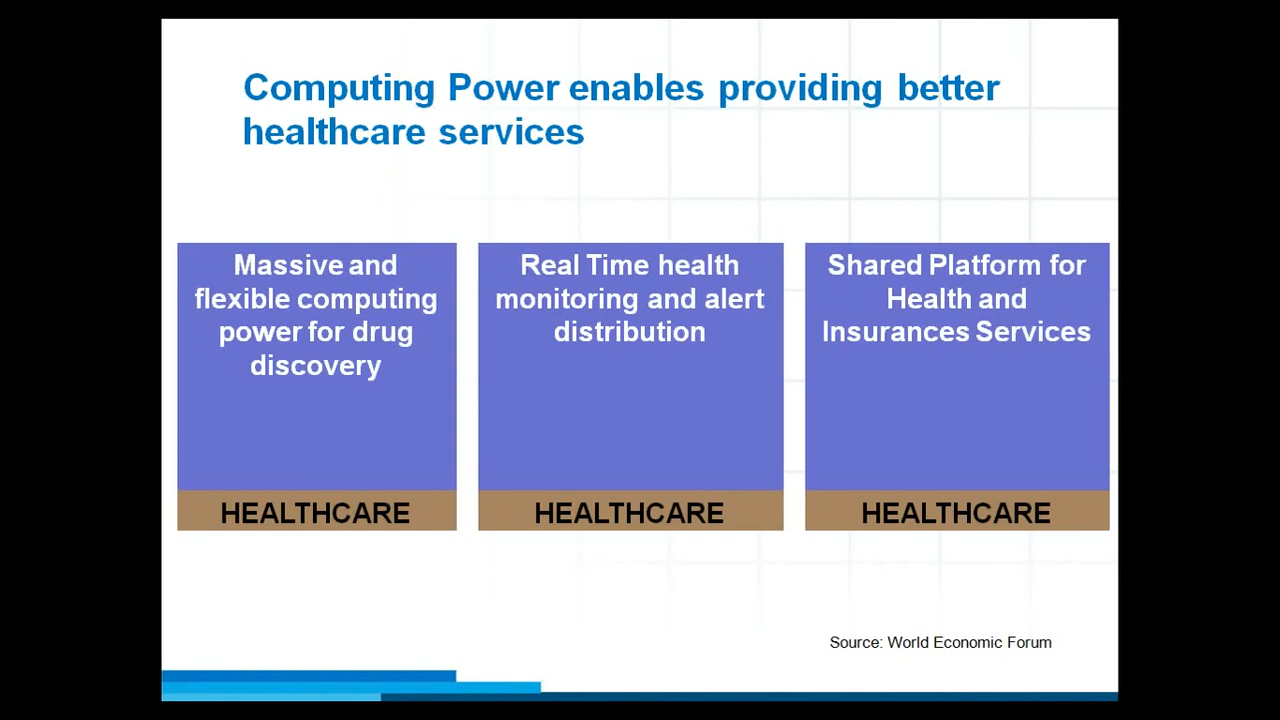 Computing Power enables providing better
healthcare services
Massive and
flexible computing
power for drug
discovery
HEALTHCARE
Real Time health
monitoring and alert
distribution
HEALTHCARE
Shared Platform for
Health and
Insurances Services
HEALTHCARE
Source: World Economic Forum